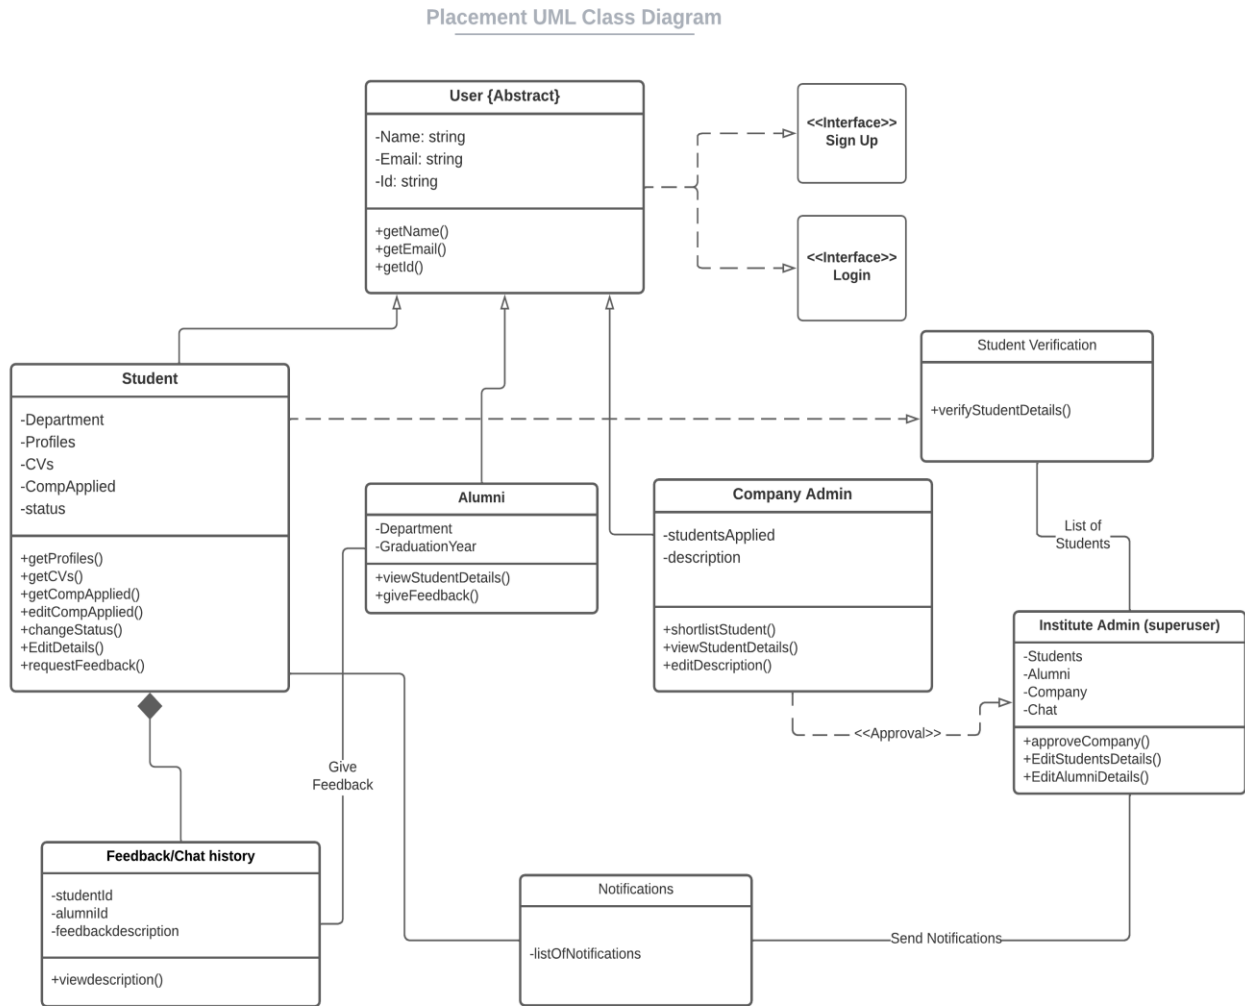 Placement UML Class Diagram
User {Abstract}
-Name: string
-Email: string
-Id: string
+getName()
+getEmail()
+getId()
<<Interface>>
Sign Up
<<Interface>>
Login
Student
-Department
-Profiles
-CVs
-CompApplied
-status
+getProfiles()
+getCVs()
+getCompApplied()
+editCompApplied()
+changeStatus()
+EditDetails()
+requestFeedback()
Alumni
-Department
-GraduationYear
+viewStudentDetails()
+giveFeedback()
Company Admin
-studentsApplied
-description
+shortlistStudent()
+viewStudentDetails()
+editDescription()
Student Verification
+verifyStudentDetails()
List of
Students
Institute Admin (superuser)
-Students
-Alumni
-Company
-Chat
+approveCompany()
+EditStudentsDetails()
+EditAlumniDetails()
<<Approval>>
Give
Feedback
Feedback/Chat history
-studentId
-alumniId
-feedbackdescription
+viewdescription()
Notifications
-listOfNotifications
Send Notifications